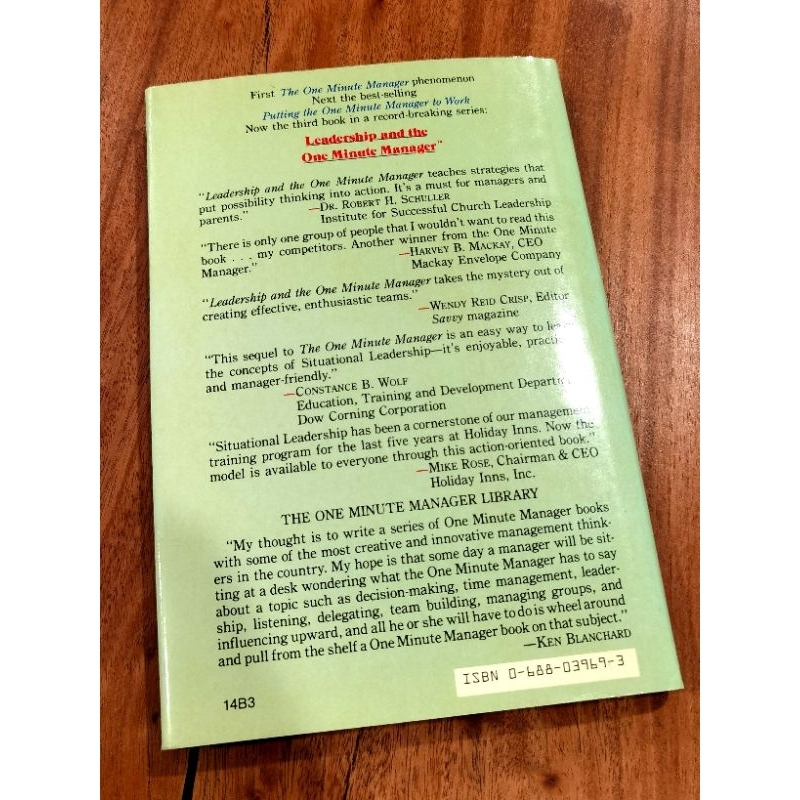 First The One Minute Manager phenomenon
Next the best-selling
Putting the One Minute Manager to Work
Now the third book in a record-breaking series:
Leadership and the
One Minute Manager™
"Leadership and the One Minute Manager teaches strategies that
put possibility thinking into action. It's a must for managers and
parents."
—DR. ROBERT H. SCHULLER
Institute for Successful Church Leadership
"There is only one group of people that I wouldn't want to read this
book . . . my competitors. Another winner from the One Minute
Manager."
—HARVEY B. MACKAY, CEO
Mackay Envelope Company
"Leadership and the One Minute Manager takes the mystery out of
creating effective, enthusiastic teams."
—WENDY REID CRISP, Editor
Savvy magazine
"This sequel to The One Minute Manager is an easy way to
the concepts of Situational Leadership—it's enjoyable,
and manager-friendly."
—CONSTANCE B. WOLF
Education, Training and Development
Dow Corning Corporation
"Situational Leadership has been a cornerstone of our management
training program for the last five years at Holiday Inns. Now the
model is available to everyone through this action-oriented book."
—MIKE ROSE, Chairman & CEO
Holiday Inns, Inc.
THE ONE MINUTE MANAGER LIBRARY
"My thought is to write a series of One Minute Manager books
with some of the most creative and innovative management think-
ers in the country. My hope is that some day a manager will be sit-
ting at a desk wondering what the One Minute Manager has to say
about a topic such as decision-making, time management, leader-
ship, listening, delegating, team building, managing groups, and
influencing upward, and all he or she will have to do is wheel around
and pull from the shelf a One Minute Manager book on that subject."
—KEN BLANCHARD
ISBN 0-688-03969-3
14B3